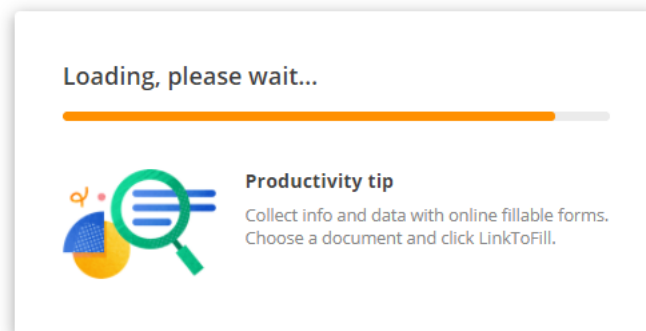 Loading, please wait...
Productivity tip
Collect info and data with online fillable forms.
Choose a document and click LinkToFill.